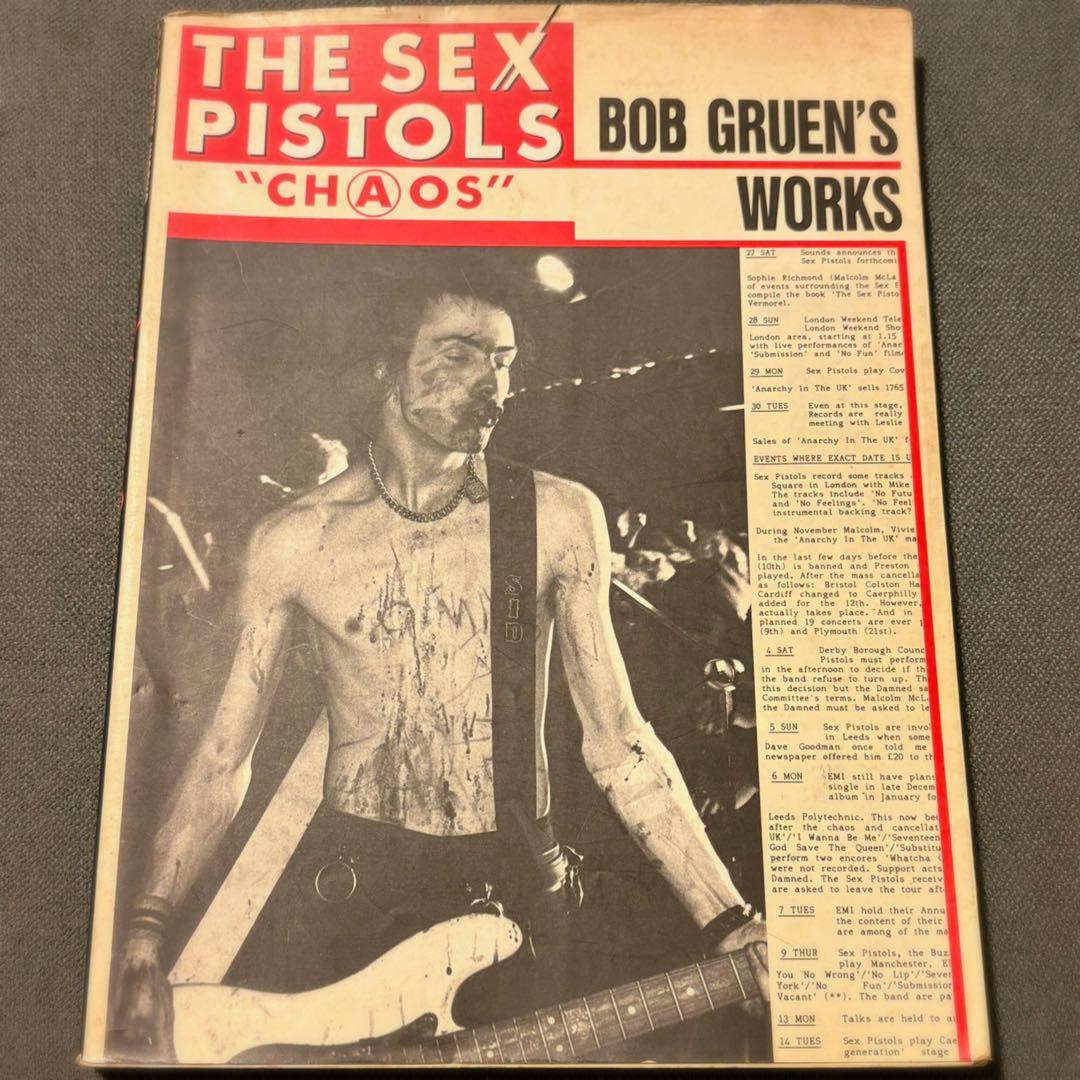 THE SEX
PISTOLS
"CHⒶOS"
BOB GRUEN'S
WORKS
SID
27 SAT Sounds announces th
Sex Pistols forthcomi
Sophie Richmond (Malcolm McLa
of events surrounding the Sex P
compile the book 'The Sex Pisto
Vermorel.
28 SUN London Weekend Tele
London Weekend Sho
London area, starting at 1.15
with live performances of 'Anar
'Submission' and 'No Fun' film
29 MON Sex Pistols play Cov
'Anarchy In The UK' sells 1765
30 TUES Even at this stage,
Records are really
meeting with Leslie
Sales of 'Anarchy In The UK' f
EVENTS WHERE EXACT DATE IS U
Sex Pistols record some tracks
Square in London with Mike
The tracks include 'No Futu
and 'No Feelings'. 'No Feel
instrumental backing track?
During November Malcolm, Vivie
the 'Anarchy In The UK' ma
In the last few days before the
(10th) is banned and Preston
played. After the mass cancella
as follows: Bristol Colston Ha
Cardiff changed to Caerphilly
added for the 12th. However,
actually takes place. And in
planned 19 concerts are ever p
(9th) and Plymouth (21st).
4 SAT Derby Borough Counc
Pistols must perform
in the afternoon to decide if th
the band refuse to turn up. Th
this decision but the Damned sa
Committee's terms. Malcolm McL
the Damned must be asked to le
5 SUN Sex Pistols are invol
in Leeds when some
Dave Goodman once told me
newspaper offered him £20 to th
6 MON EMI still have plans
single in late Decem
album in January fo
Leeds Polytechnic. This now be
after the chaos and cancellat
UK'/'I Wanna Be Me'/'Seventeen
God Save The Queen'/'Substitu
perform two encores 'Whatcha G
were not recorded. Support acts
Damned. The Sex Pistols receiv
are asked to leave the tour aft
7 TUES EMI hold their Annu
the content of their
are among of the ma
9 THUR Sex Pistols, the Buz
play Manchester, E
You No Wrong'/'No Lip'/'Seven
York'/'No Fun'/'Submission
Vacant' (**). The band are pa
13 MON Talks are held to a
14 TUES Sex Pistols play Cae
generation' stage